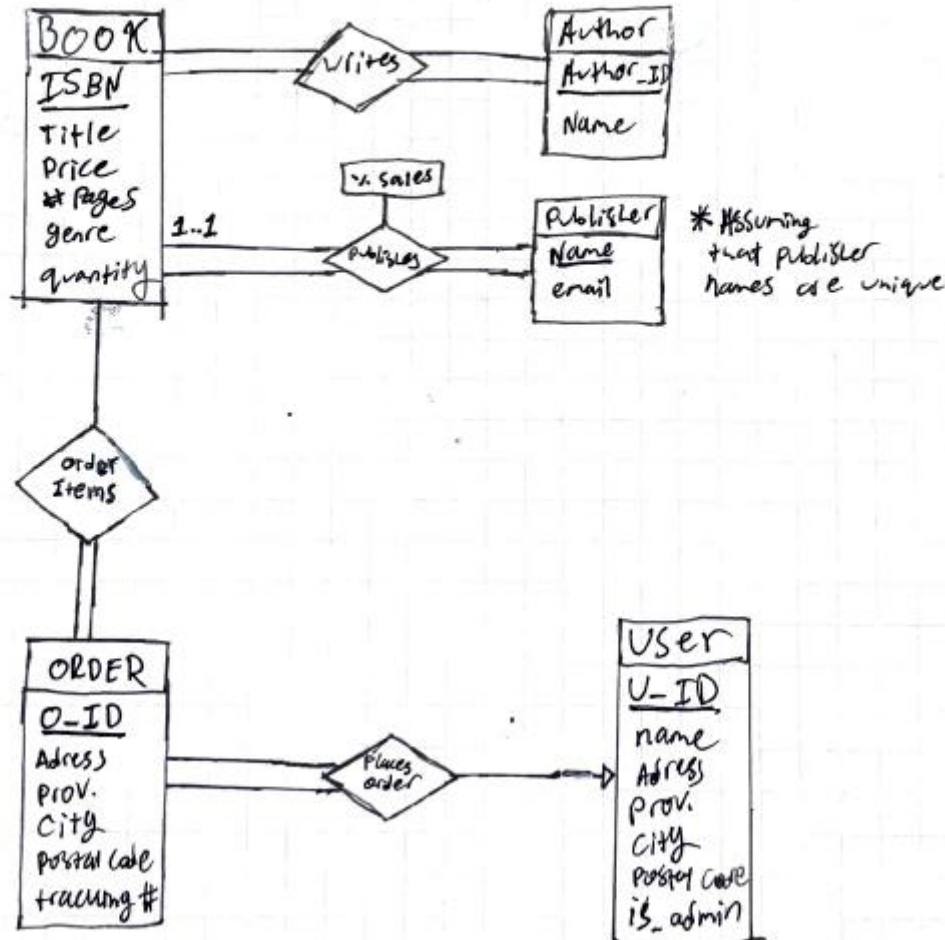 BOOK
ISBN
Title
Price
# Pages
genre
quantity
Writes
Author
Author_ID
Name
% Sales
1..1
Publishes
Publisher
Name
email
* Assuming
that publisher
names are unique
order
Items
ORDER
O_ID
Adress
Prov.
City
Postal Code
tracking #
Places
order
User
U_ID
name
Adress
Prov.
City
Postal Code
is_admin